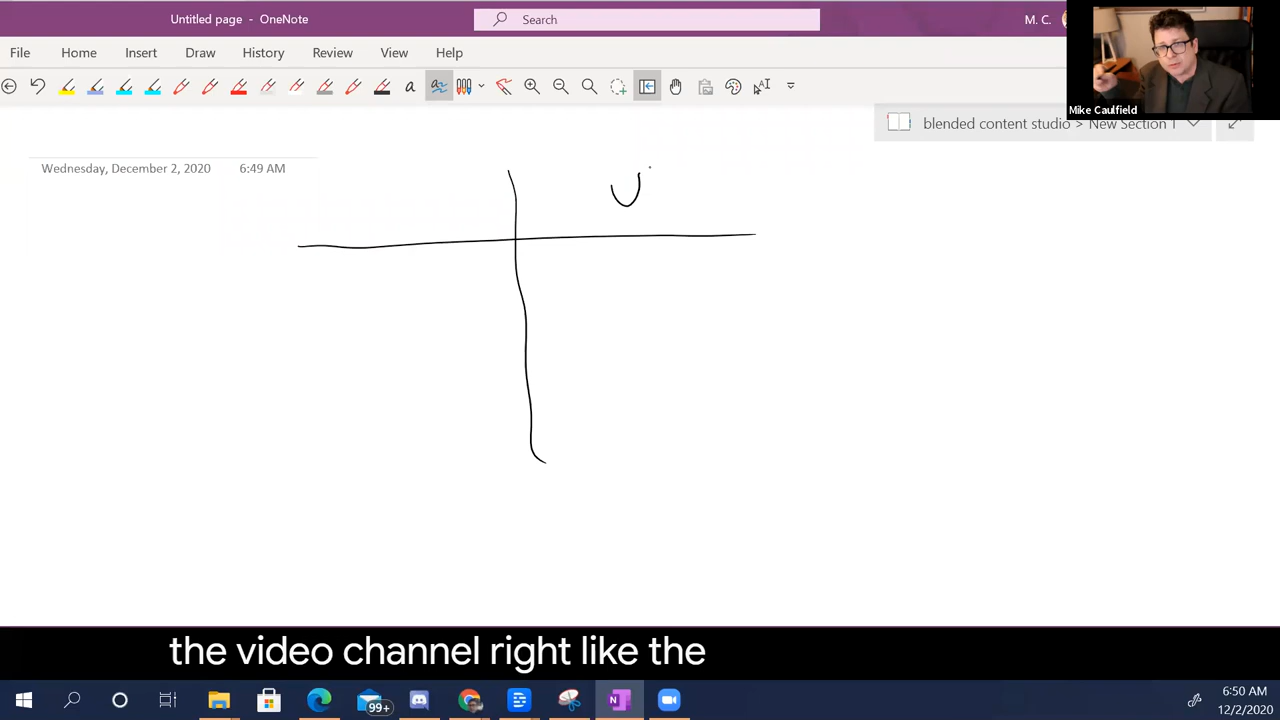 Untitled page - OneNote
Search
M. C.
File Home Insert Draw History Review View Help
Mike Caulfield
blended content studio > New Section 1
Wednesday, December 2, 2020 6:49 AM
the video channel right like the
99+
6:50 AM
12/2/2020